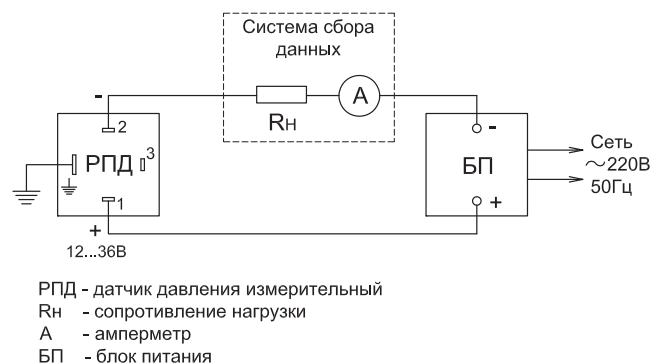 Система сбора
данных
A
Rн
-
2
РПД
3
1
+
12...36В
-
БП
+
Сеть
~220В
50Гц
РПД - датчик давления измерительный
Rн - сопротивление нагрузки
А - амперметр
БП - блок питания